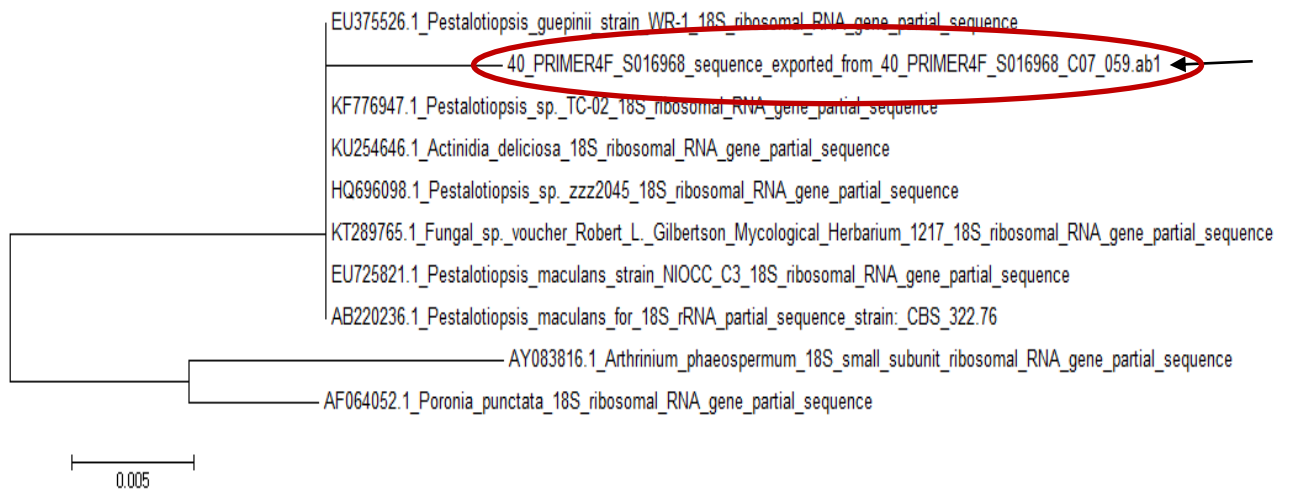 EU375526.1_Pestalotiopsis_guepinii_strain_WR-1_18S_ribosomal_RNA_gene_partial_sequence
40_PRIMER4F_S016968_sequence_exported_from_40_PRIMER4F_S016968_C07_059.ab1
KF776947.1_Pestalotiopsis_sp._TC-02_18S_ribosomal_RNA_gene_partial_sequence
KU254646.1_Actinidia_deliciosa_18S_ribosomal_RNA_gene_partial_sequence
HQ696098.1_Pestalotiopsis_sp._zzz2045_18S_ribosomal_RNA_gene_partial_sequence
KT289765.1_Fungal_sp._voucher_Robert_L._Gilbertson_Mycological_Herbarium_1217_18S_ribosomal_RNA_gene_partial_sequence
EU725821.1_Pestalotiopsis_maculans_strain_NIOCC_C3_18S_ribosomal_RNA_gene_partial_sequence
AB220236.1_Pestalotiopsis_maculans_for_18S_rRNA_partial_sequence_strain:_CBS_322.76
AY083816.1_Arthrinium_phaeospermum_18S_small_subunit_ribosomal_RNA_gene_partial_sequence
AF064052.1_Poronia_punctata_18S_ribosomal_RNA_gene_partial_sequence
0.005